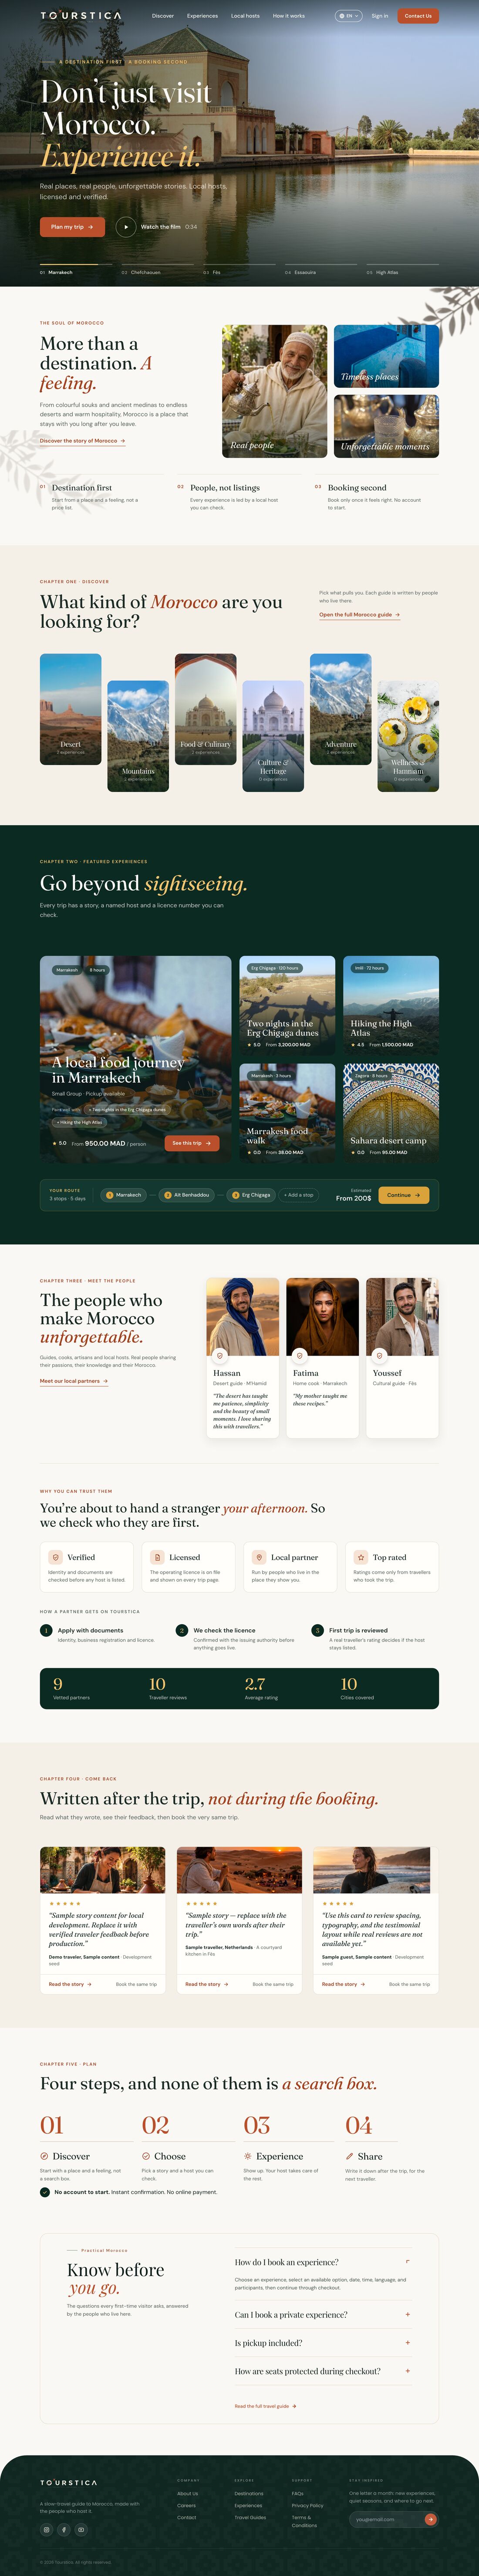 TOURSTICA
Discover
Experiences
Local hosts
How it works
EN
Sign in
Contact Us
A DESTINATION FIRST · A BOOKING SECOND
Don't just visit
Morocco.
Experience it.
Real places, real people, unforgettable stories. Local hosts,
licensed and verified.
Plan my trip →
Watch the film 0:34
01 Marrakech
02 Chefchaouen
03 Fès
04 Essaouira
05 High Atlas
THE SOUL OF MOROCCO
More than a
destination. A
feeling.
From colourful souks and ancient medinas to endless
deserts and warm hospitality, Morocco is a place that
stays with you long after you leave.
Discover the story of Morocco →
Real people
Timeless places
Unforgettable moments
01 Destination first
Start from a place and a feeling, not a
price list.
02 People, not listings
Every experience is led by a local host
you can check.
03 Booking second
Book only once it feels right. No account
to start.
CHAPTER ONE · DISCOVER
What kind of Morocco are you
looking for?
Pick what pulls you. Each guide is written by people
who live there.
Open the full Morocco guide →
Desert
Mountains
Food & Culinary
2 experiences
Culture &
Heritage
0 experiences
Adventure
Wellness &
Hammam
0 experiences
CHAPTER TWO · FEATURED EXPERIENCES
Go beyond sightseeing.
Every trip has a story, a named host and a licence number you can
check.
Marrakesh · 8 hours
A local food journey
in Marrakech
Small Group · Pickup available
Pairs well with
+ Two nights in the Erg Chigaga dunes
+ Hiking the High Atlas
★ 5.0 From 950.00 MAD / person
See this trip →
Erg Chigaga · 120 hours
Two nights in the
Erg Chigaga dunes
★ 5.0 From 3,200.00 MAD
Imlil · 72 hours
Hiking the High
Atlas
★ 4.5 From 1,500.00 MAD
Marrakesh · 3 hours
Marrakesh food
walk
★ 0.0 From 38.00 MAD
Zagora · 8 hours
Sahara desert camp
★ 0.0 From 95.00 MAD
YOUR ROUTE
3 stops · 5 days
1 Marrakech
2 Ait Benhaddou
3 Erg Chigaga
+ Add a stop
Estimated
From 200$
Continue →
CHAPTER THREE · MEET THE PEOPLE
The people who
make Morocco
unforgettable.
Guides, cooks, artisans and local hosts. Real people sharing
their passions, their knowledge and their Morocco.
Meet our local partners →
Hassan
Desert guide · M'Hamid
"The desert has taught
me patience, simplicity
and the beauty of small
moments. I love sharing
this with travellers."
Fatima
Home cook · Marrakech
"My mother taught me
these recipes."
Youssef
Cultural guide · Fès
WHY YOU CAN TRUST THEM
You're about to hand a stranger your afternoon. So
we check who they are first.
Verified
Identity and documents are
checked before any host is listed.
Licensed
The operating licence is on file
and shown on every trip page.
Local partner
Run by people who live in the
place they show you.
Top rated
Ratings come only from travellers
who took the trip.
HOW A PARTNER GETS ON TOURSTICA
1 Apply with documents
Identity, business registration and licence.
2 We check the licence
Confirmed with the issuing authority before
anything goes live.
3 First trip is reviewed
A real traveller's rating decides if the host
stays listed.
9
Vetted partners
10
Traveller reviews
2.7
Average rating
10
Cities covered
CHAPTER FOUR · COME BACK
Written after the trip, not during the booking.
Read what they wrote, see their feedback, then book the very same trip.
★ ★ ★ ★ ★
"Sample story content for local
development. Replace it with
verified traveler feedback before
production."
Demo traveler, Sample content · Development
seed
Read the story →
Book the same trip
★ ★ ★ ★ ★
"Sample story — replace with the
traveller's own words after their
trip."
Sample traveller, Netherlands · A courtyard
kitchen in Fès
Read the story →
Book the same trip
★ ★ ★ ★ ★
"Use this card to review spacing,
typography, and the testimonial
layout while real reviews are not
available yet."
Sample guest, Sample content · Development
seed
Read the story →
Book the same trip
CHAPTER FIVE · PLAN
Four steps, and none of them is a search box.
01
Discover
Start with a place and a feeling, not
a search box.
02
Choose
Pick a story and a host you can
check.
03
Experience
Show up. Your host takes care of
the rest.
04
Share
Write it down after the trip, for the
next traveller.
No account to start. Instant confirmation. No online payment.
Practical Morocco
Know before
you go.
The questions every first-time visitor asks, answered
by the people who live here.
How do I book an experience?
Choose an experience, select an available option, date, time, language, and
participants, then continue through checkout.
Can I book a private experience? +
Is pickup included? +
How are seats protected during checkout? +
Read the full travel guide →
TOURSTICA
A slow-travel guide to Morocco, made with
the people who host it.
COMPANY
About Us
Careers
Contact
EXPLORE
Destinations
Experiences
Travel Guides
SUPPORT
FAQs
Privacy Policy
Terms &
Conditions
STAY INSPIRED
One letter a month: new experiences,
quiet seasons, and where to go next.
you@email.com
Tourstica. All rights reserved.